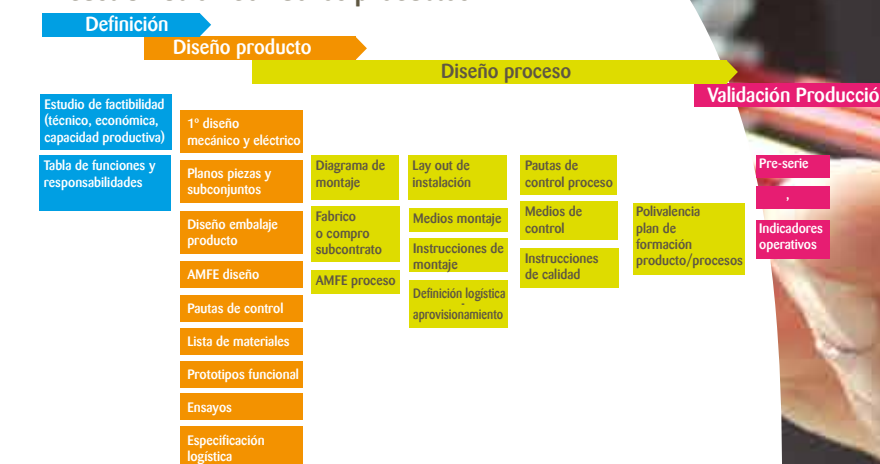 Definición
Diseño producto
Diseño proceso
Validación Producció
Estudio de factibilidad
(técnico, económica,
capacidad productiva)
Tabla de funciones y
responsabilidades
1º diseño
mecánico y eléctrico
Planos piezas y
subconjuntos
Diseño embalaje
producto
AMFE diseño
Pautas de control
Lista de materiales
Prototipos funcional
Ensayos
Especificación
logística
Diagrama de
montaje
Fabrico
o compro
subcontrato
AMFE proceso
Lay out de
instalación
Medios montaje
Instrucciones de
montaje
Definición logística
-
aprovisionamiento
Pautas de
control proceso
Medios de
control
Instrucciones
de calidad
Polivalencia
plan de
formación
producto/procesos
Pre-serie
,
Indicadores
operativos